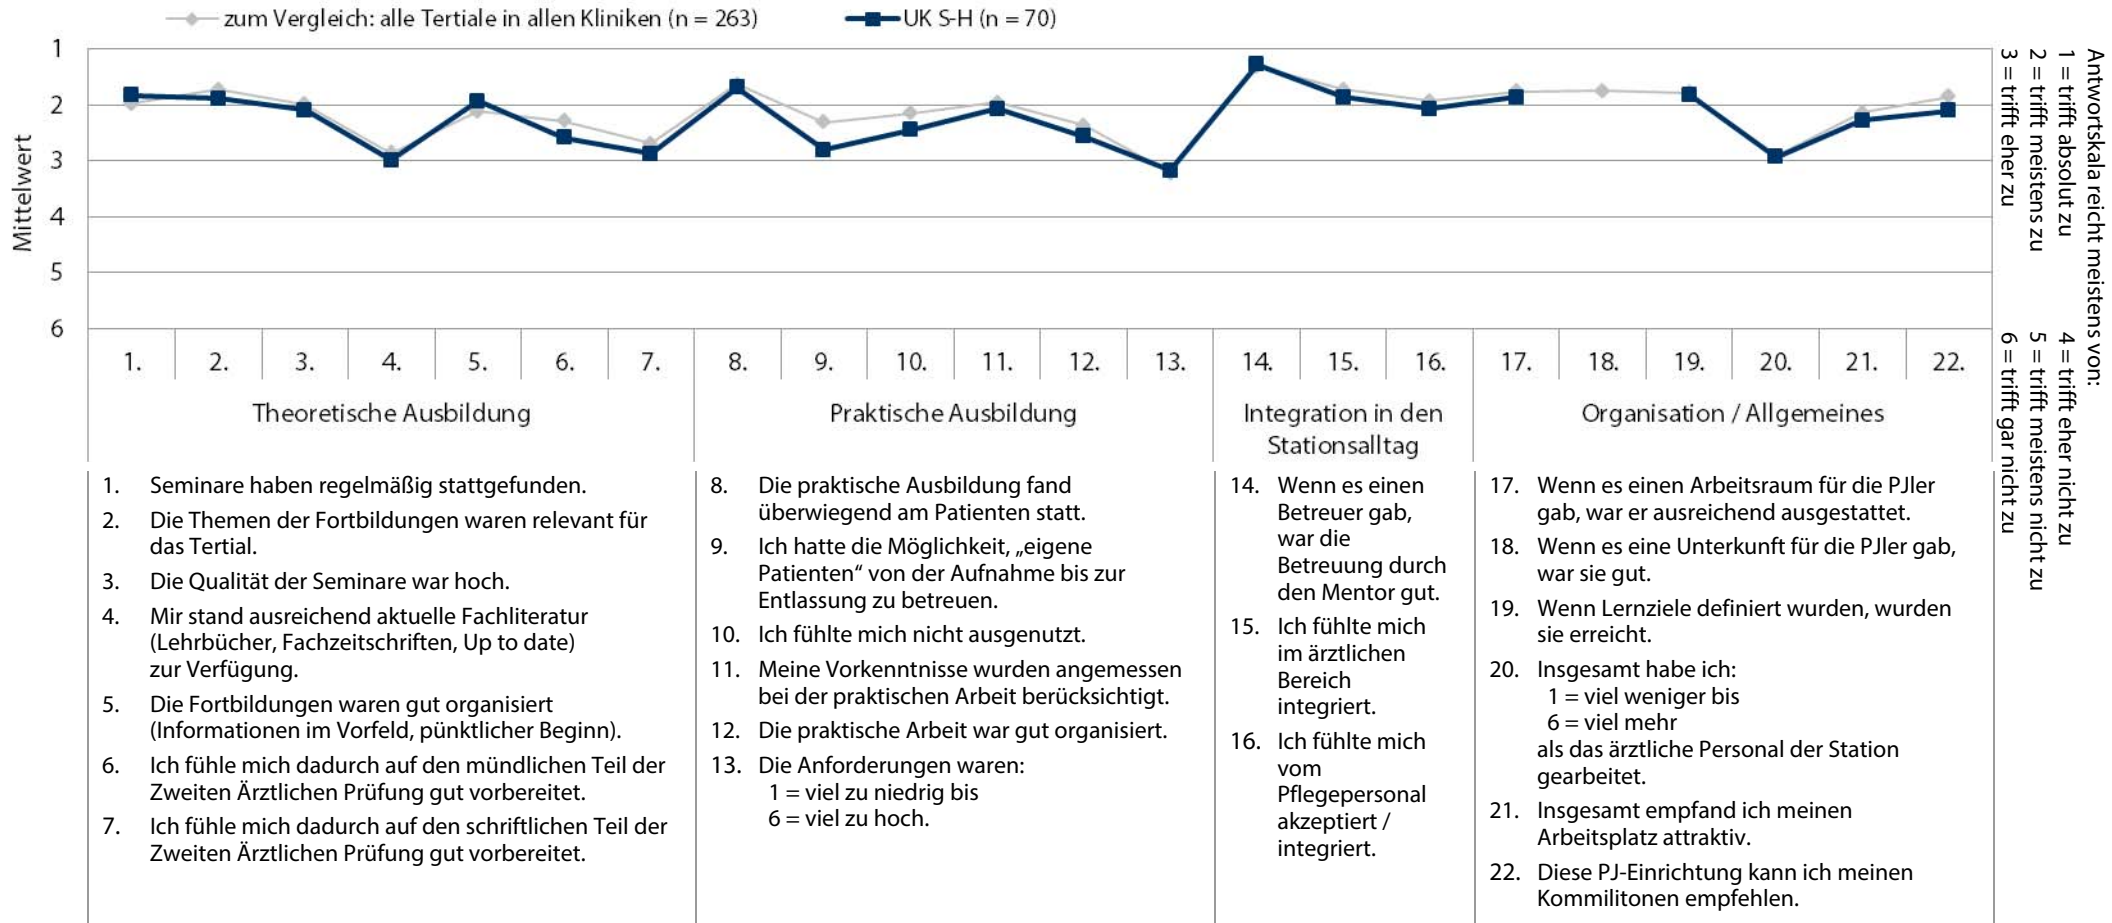 zum Vergleich: alle Tertiale in allen Kliniken (n = 263)
UK S-H (n = 70)
Mittelwert
1
2
3
4
5
6
1. 2. 3. 4. 5. 6. 7. 8. 9. 10. 11. 12. 13. 14. 15. 16. 17. 18. 19. 20. 21. 22.
Theoretische Ausbildung
Praktische Ausbildung
Integration in den
Stationsalltag
Organisation / Allgemeines
Antwortskala reicht meistens von:
1 = trifft absolut zu
2 = trifft meistens zu
3 = trifft eher zu
4 = trifft eher nicht zu
5 = trifft meistens nicht zu
6 = trifft gar nicht zu
1. Seminare haben regelmäßig stattgefunden.
2. Die Themen der Fortbildungen waren relevant für
das Tertial.
3. Die Qualität der Seminare war hoch.
4. Mir stand ausreichend aktuelle Fachliteratur
(Lehrbücher, Fachzeitschriften, Up to date)
zur Verfügung.
5. Die Fortbildungen waren gut organisiert
(Informationen im Vorfeld, pünktlicher Beginn).
6. Ich fühle mich dadurch auf den mündlichen Teil der
Zweiten Ärztlichen Prüfung gut vorbereitet.
7. Ich fühle mich dadurch auf den schriftlichen Teil der
Zweiten Ärztlichen Prüfung gut vorbereitet.
8. Die praktische Ausbildung fand
überwiegend am Patienten statt.
9. Ich hatte die Möglichkeit, „eigene
Patienten“ von der Aufnahme bis zur
Entlassung zu betreuen.
10. Ich fühlte mich nicht ausgenutzt.
11. Meine Vorkenntnisse wurden angemessen
bei der praktischen Arbeit berücksichtigt.
12. Die praktische Arbeit war gut organisiert.
13. Die Anforderungen waren:
1 = viel zu niedrig bis
6 = viel zu hoch.
14. Wenn es einen
Betreuer gab,
war die
Betreuung durch
den Mentor gut.
15. Ich fühlte mich
im ärztlichen
Bereich
integriert.
16. Ich fühlte mich
vom
Pflegepersonal
akzeptiert /
integriert.
17. Wenn es einen Arbeitsraum für die PJler
gab, war er ausreichend ausgestattet.
18. Wenn es eine Unterkunft für die PJler gab,
war sie gut.
19. Wenn Lernziele definiert wurden, wurden
sie erreicht.
20. Insgesamt habe ich:
1 = viel weniger bis
6 = viel mehr
als das ärztliche Personal der Station
gearbeitet.
21. Insgesamt empfand ich meinen
Arbeitsplatz attraktiv.
22. Diese PJ-Einrichtung kann ich meinen
Kommilitonen empfehlen.